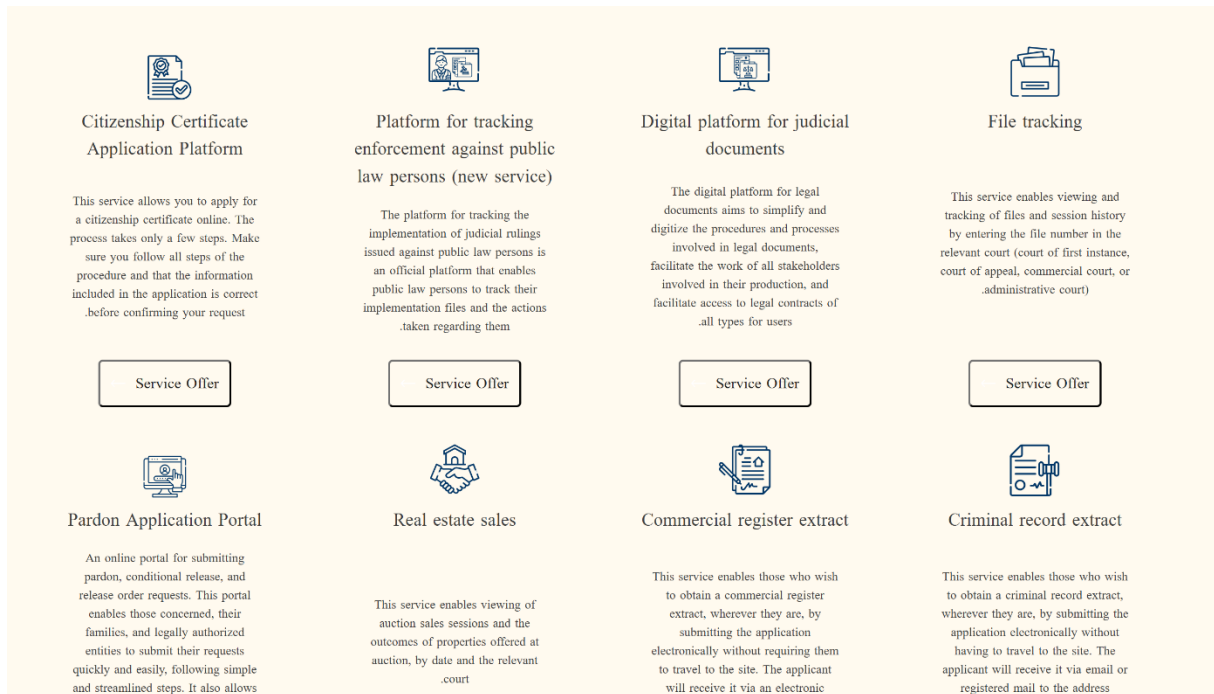 Citizenship Certificate
Application Platform
This service allows you to apply for
a citizenship certificate online. The
process takes only a few steps. Make
sure you follow all steps of the
procedure and that the information
included in the application is correct
.before confirming your request
Service Offer
Platform for tracking
enforcement against public
law persons (new service)
The platform for tracking the
implementation of judicial rulings
issued against public law persons is
an official platform that enables
public law persons to track their
implementation files and the actions
.taken regarding them
Service Offer
Digital platform for judicial
documents
The digital platform for legal
documents aims to simplify and
digitize the procedures and processes
involved in legal documents,
facilitate the work of all stakeholders
involved in their production, and
facilitate access to legal contracts of
.all types for users
Service Offer
File tracking
This service enables viewing and
tracking of files and session history
by entering the file number in the
relevant court (court of first instance,
court of appeal, commercial court, or
.administrative court)
Service Offer
Pardon Application Portal
An online portal for submitting
pardon, conditional release, and
release order requests. This portal
enables those concerned, their
families, and legally authorized
entities to submit their requests
quickly and easily, following simple
and streamlined steps. It also allows
Real estate sales
This service enables viewing of
auction sales sessions and the
outcomes of properties offered at
auction, by date and the relevant
.court
Commercial register extract
This service enables those who wish
to obtain a commercial register
extract, wherever they are, by
submitting the application
electronically without requiring them
to travel to the site. The applicant
will receive it via an electronic
Criminal record extract
This service enables those who wish
to obtain a criminal record extract,
wherever they are, by submitting the
application electronically without
having to travel to the site. The
applicant will receive it via email or
registered mail to the address